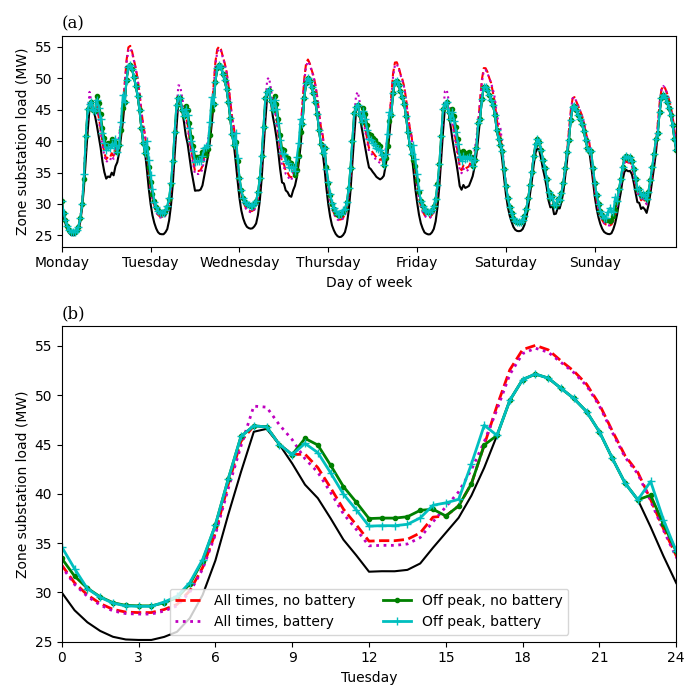 (a)
Zone substation load (MW)
55
50
45
40
35
30
25
Monday Tuesday Wednesday Thursday Friday Saturday Sunday
Day of week
(b)
Zone substation load (MW)
55
50
45
40
35
30
25
All times, no battery
All times, battery
Off peak, no battery
Off peak, battery
0 3 6 9 12 15 18 21 24
Tuesday